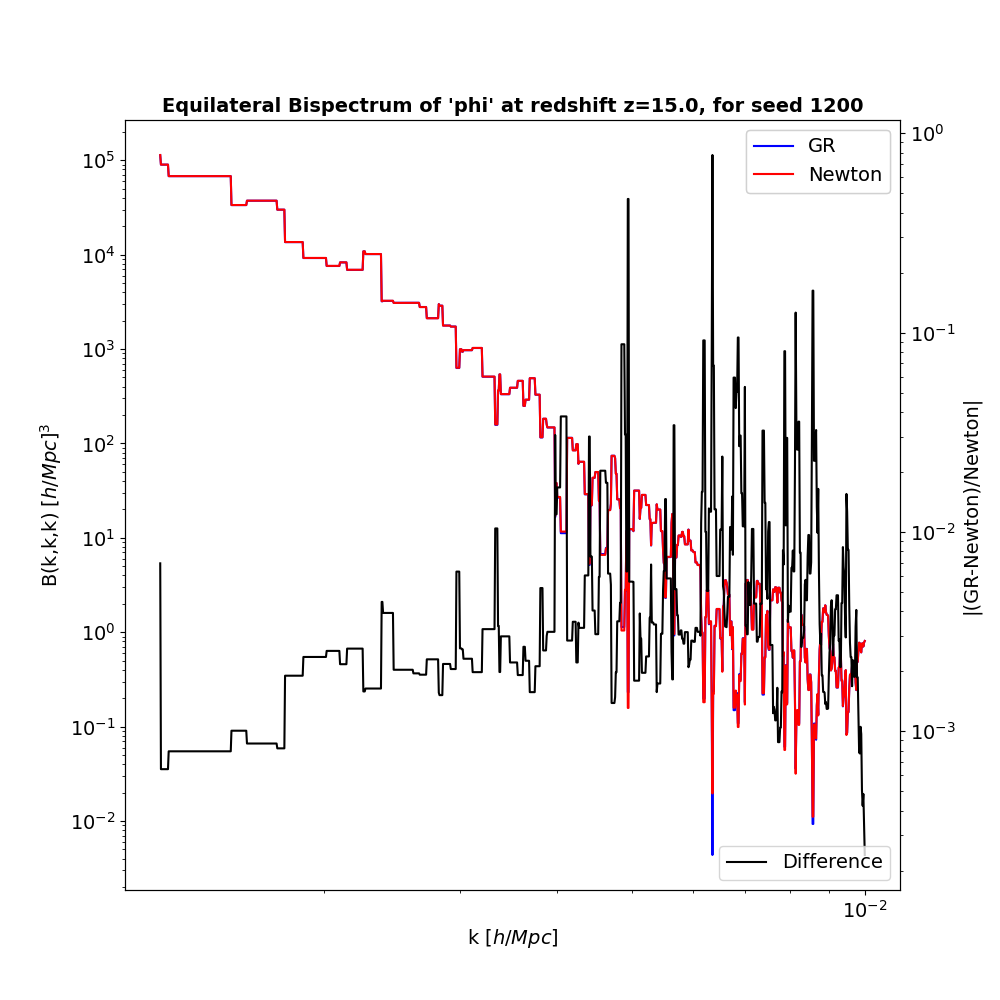 Equilateral Bispectrum of 'phi' at redshift z=15.0, for seed 1200
GR
Newton
10^5
10^4
10^3
10^2
10^1
10^0
10^−1
10^−2
B(k,k,k) [h/Mpc]^3
10^0
10^−1
10^−2
10^−3
|(GR-Newton)/Newton|
Difference
10^−2
k [h/Mpc]